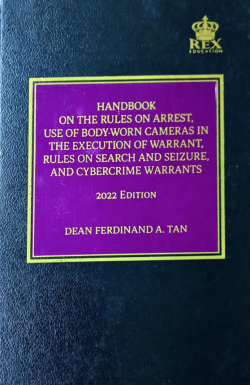 REX
EDUCATION
HANDBOOK
ON THE RULES ON ARREST,
USE OF BODY-WORN CAMERAS IN
THE EXECUTION OF WARRANT,
RULES ON SEARCH AND SEIZURE,
AND CYBERCRIME WARRANTS
2022 EDITION
DEAN FERDINAND A. TAN